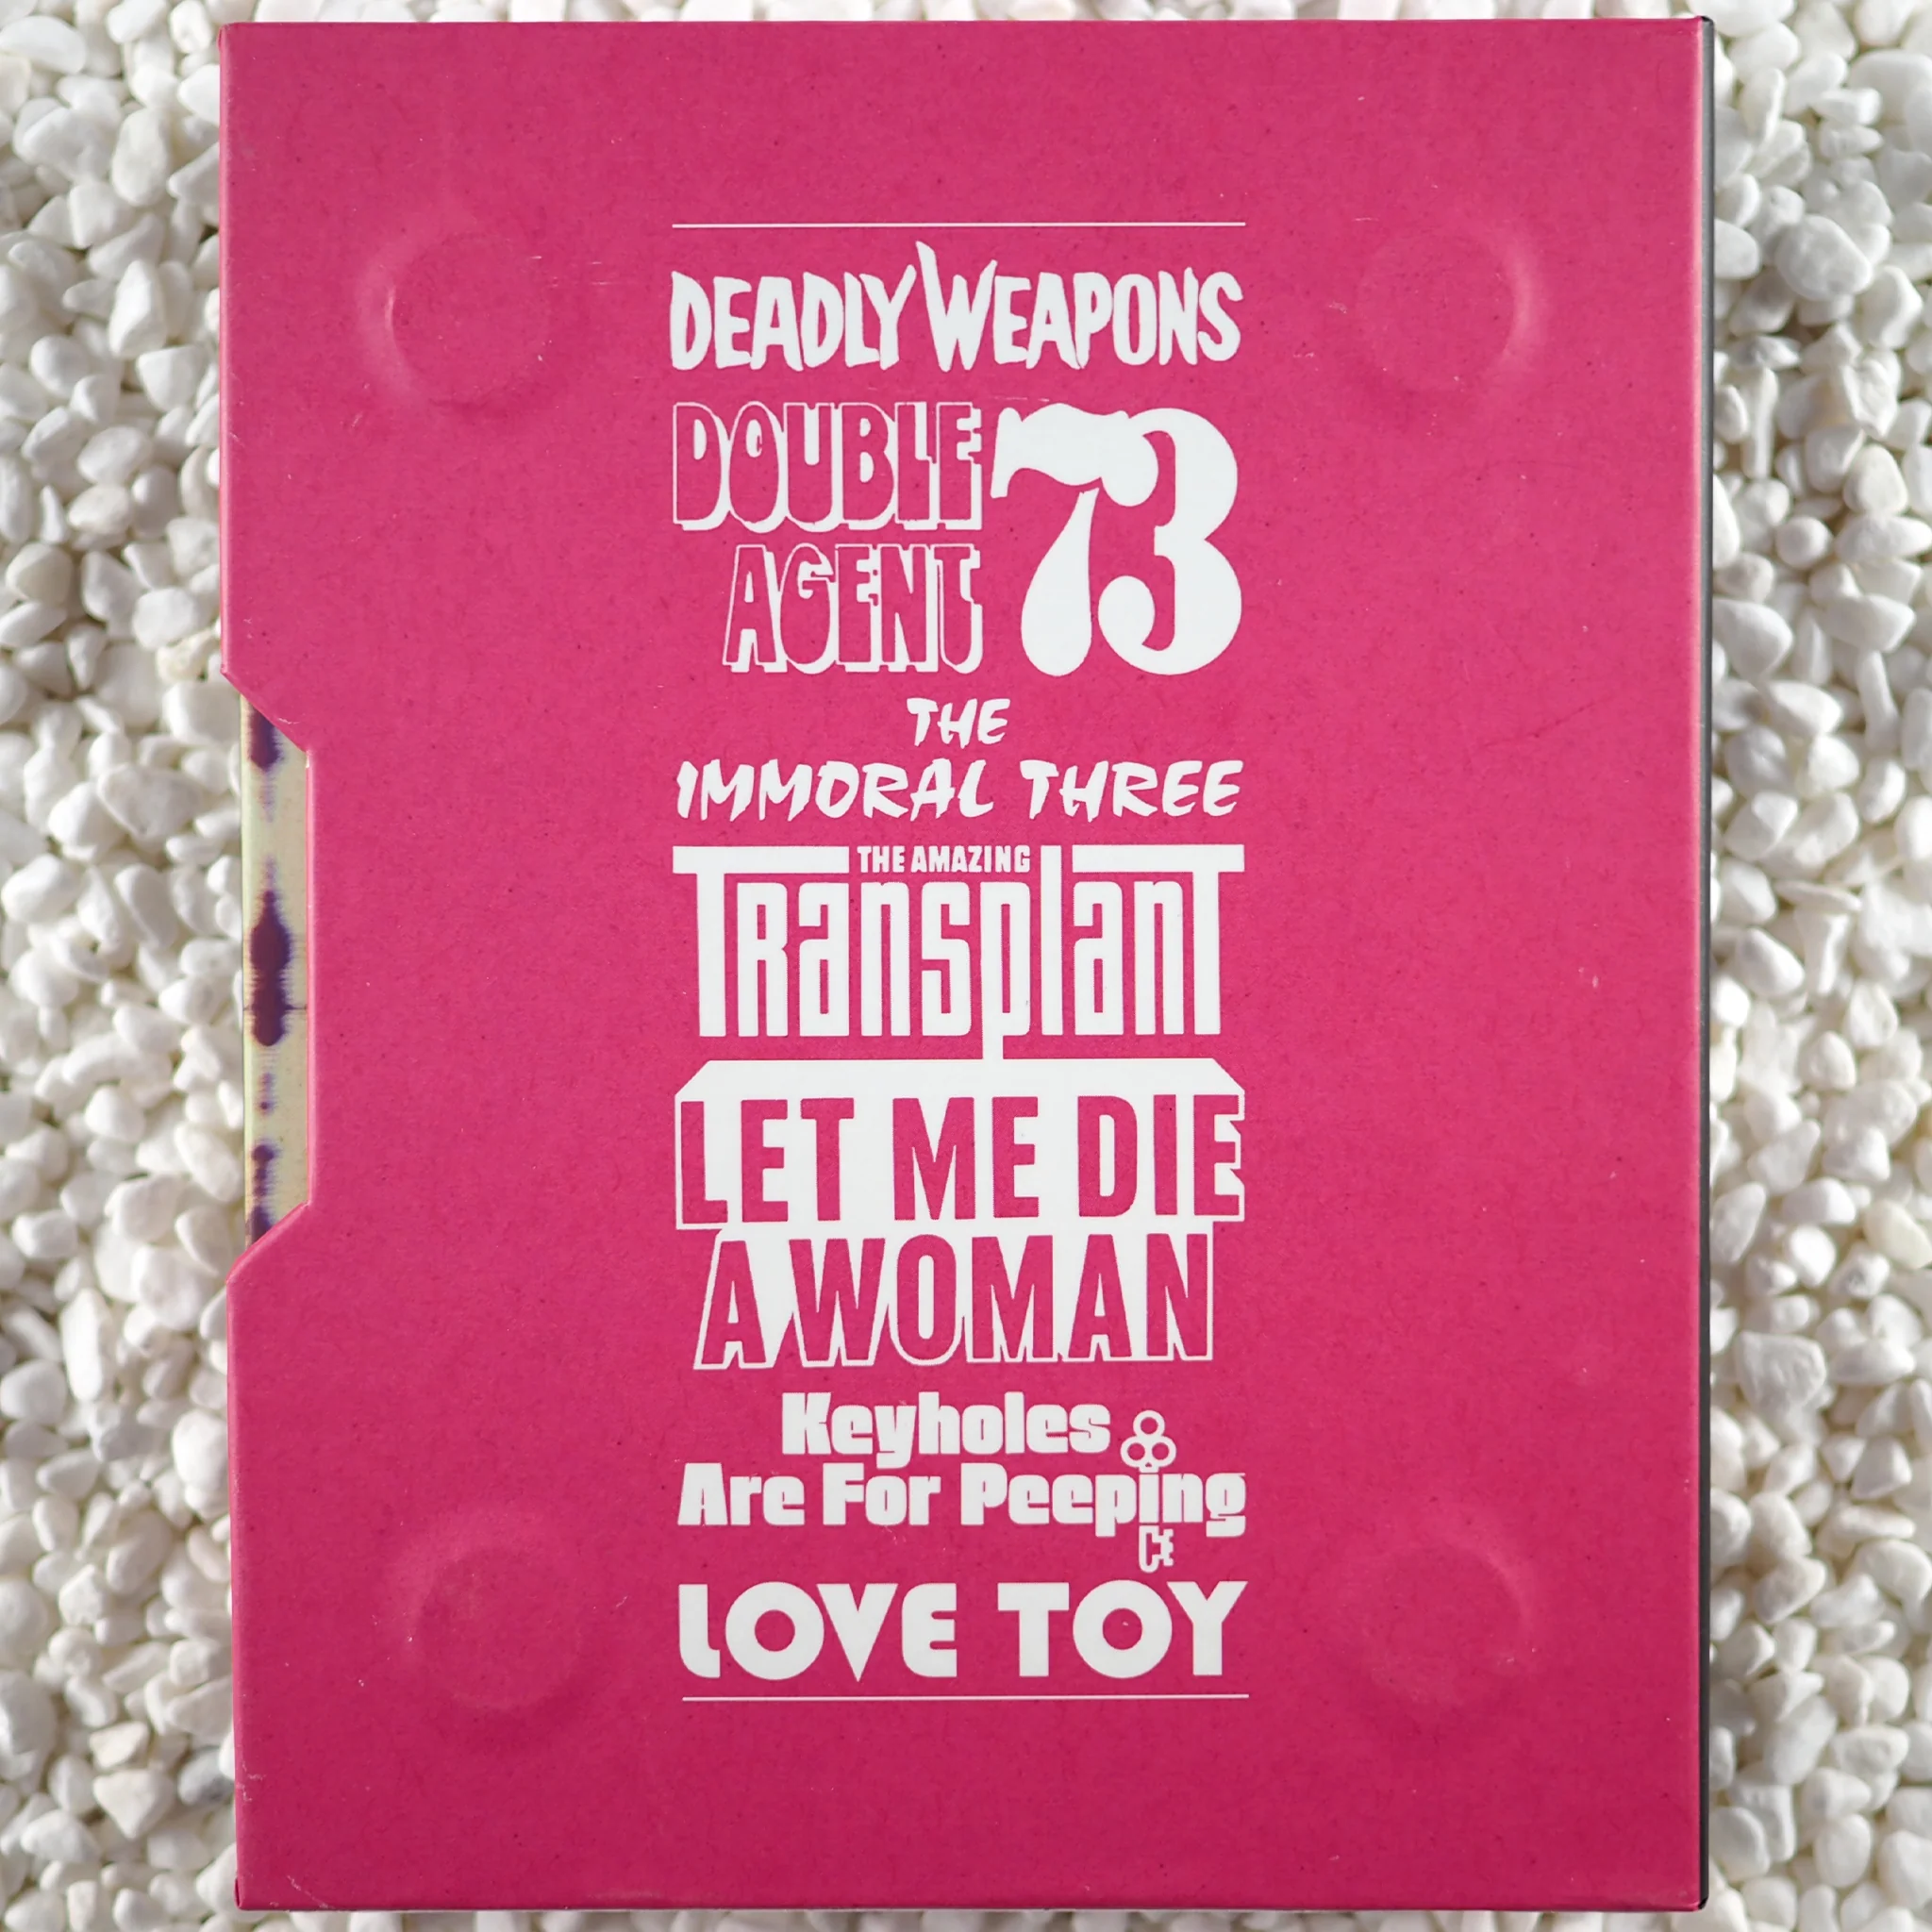 DEADLY WEAPONS
DOUBLE 73
AGENT
THE
IMMORAL THREE
THE AMAZING
TRansplanT
LET ME DIE
A WOMAN
Keyholes
Are For Peeping
LOVE TOY